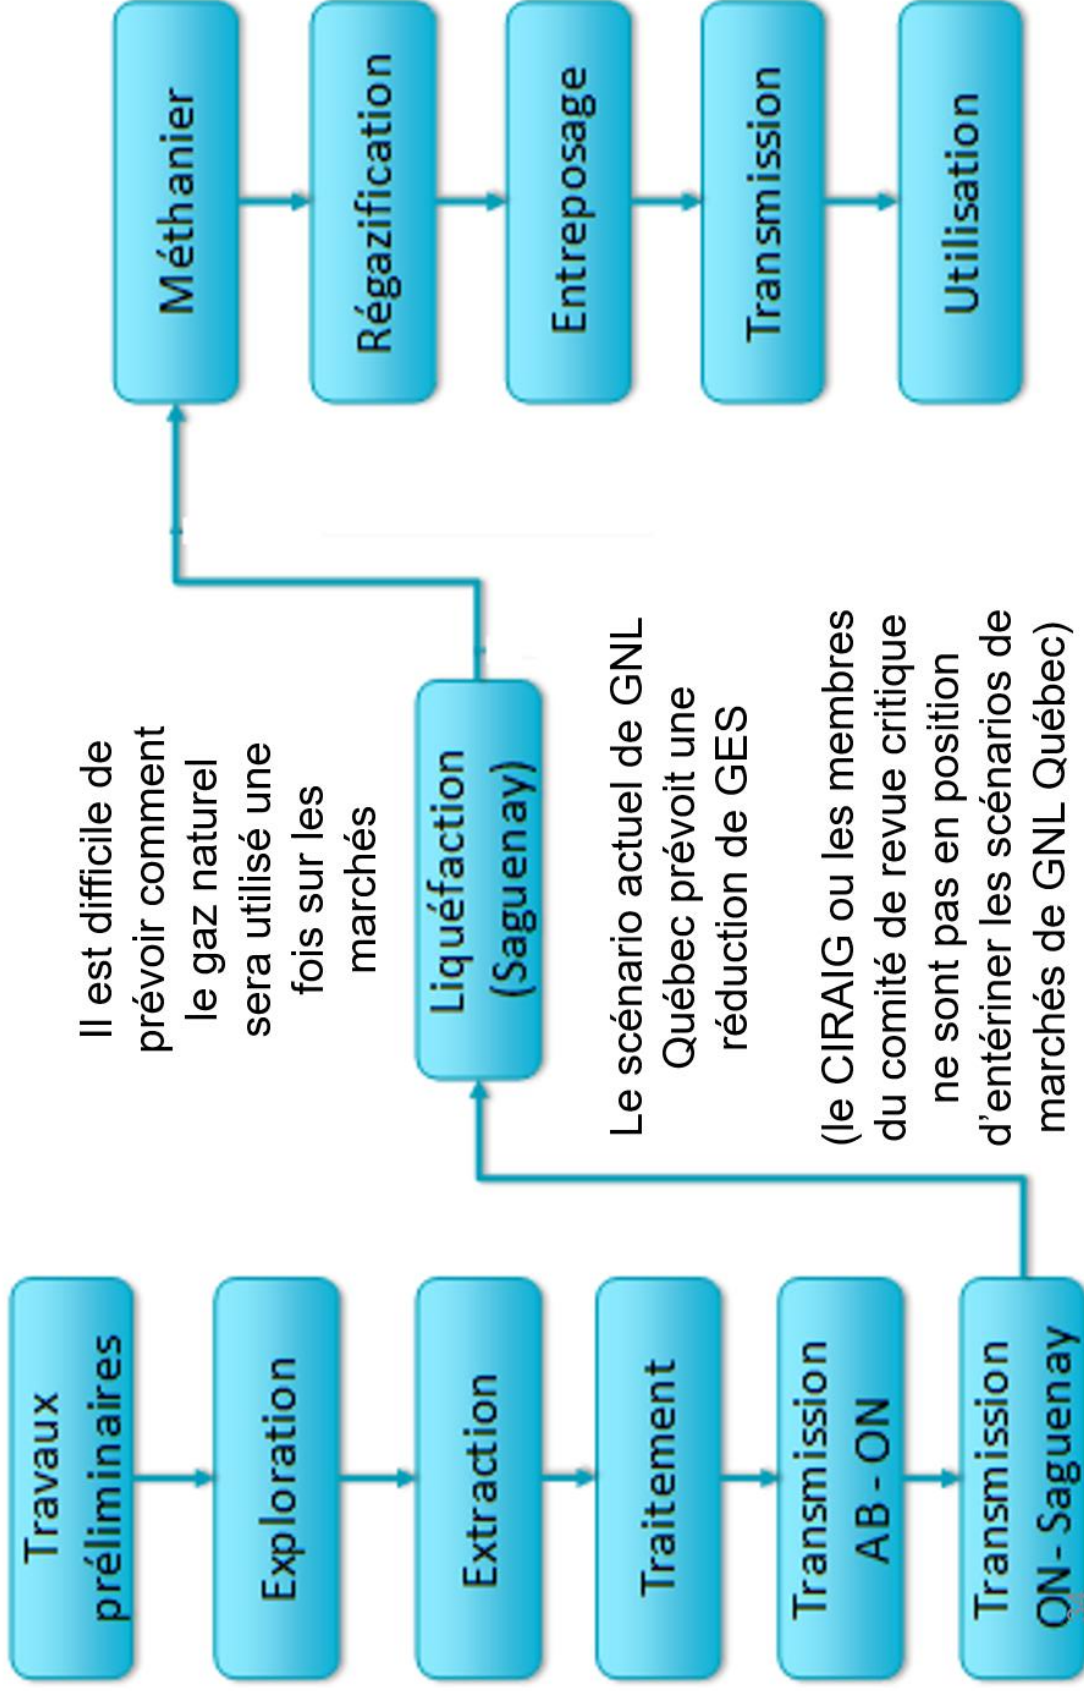 Travaux
préliminaires
Exploration
Extraction
Traitement
Transmission
AB - ON
Transmission
ON - Saguenay
Il est difficile de
prévoir comment
le gaz naturel
sera utilisé une
fois sur les
marchés
Liquéfaction
(Saguenay)
Le scénario actuel de GNL
Québec prévoit une
réduction de GES
(le CIRAIG ou les membres
du comité de revue critique
ne sont pas en position
d'entériner les scénarios de
marchés de GNL Québec)
Méthanier
Régazification
Entreposage
Transmission
Utilisation